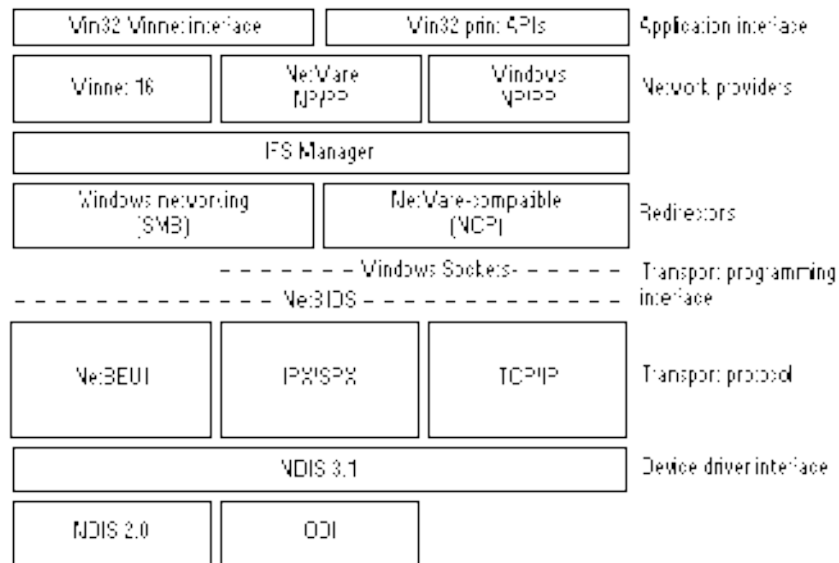 Win32 Winnet interface
Win32 print APIs
Application interface
Winnet 16
NetWare
NP/PP
Windows
NP/PP
Network providers
IFS Manager
Windows networking
(SMB)
NetWare-compatible
(NCP)
Redirectors
Windows Sockets
Transport programming
interface
NetBIOS
NetBEUI
IPX/SPX
TCP/IP
Transport protocol
NDIS 3.1
Device driver interface
NDIS 2.0
ODI